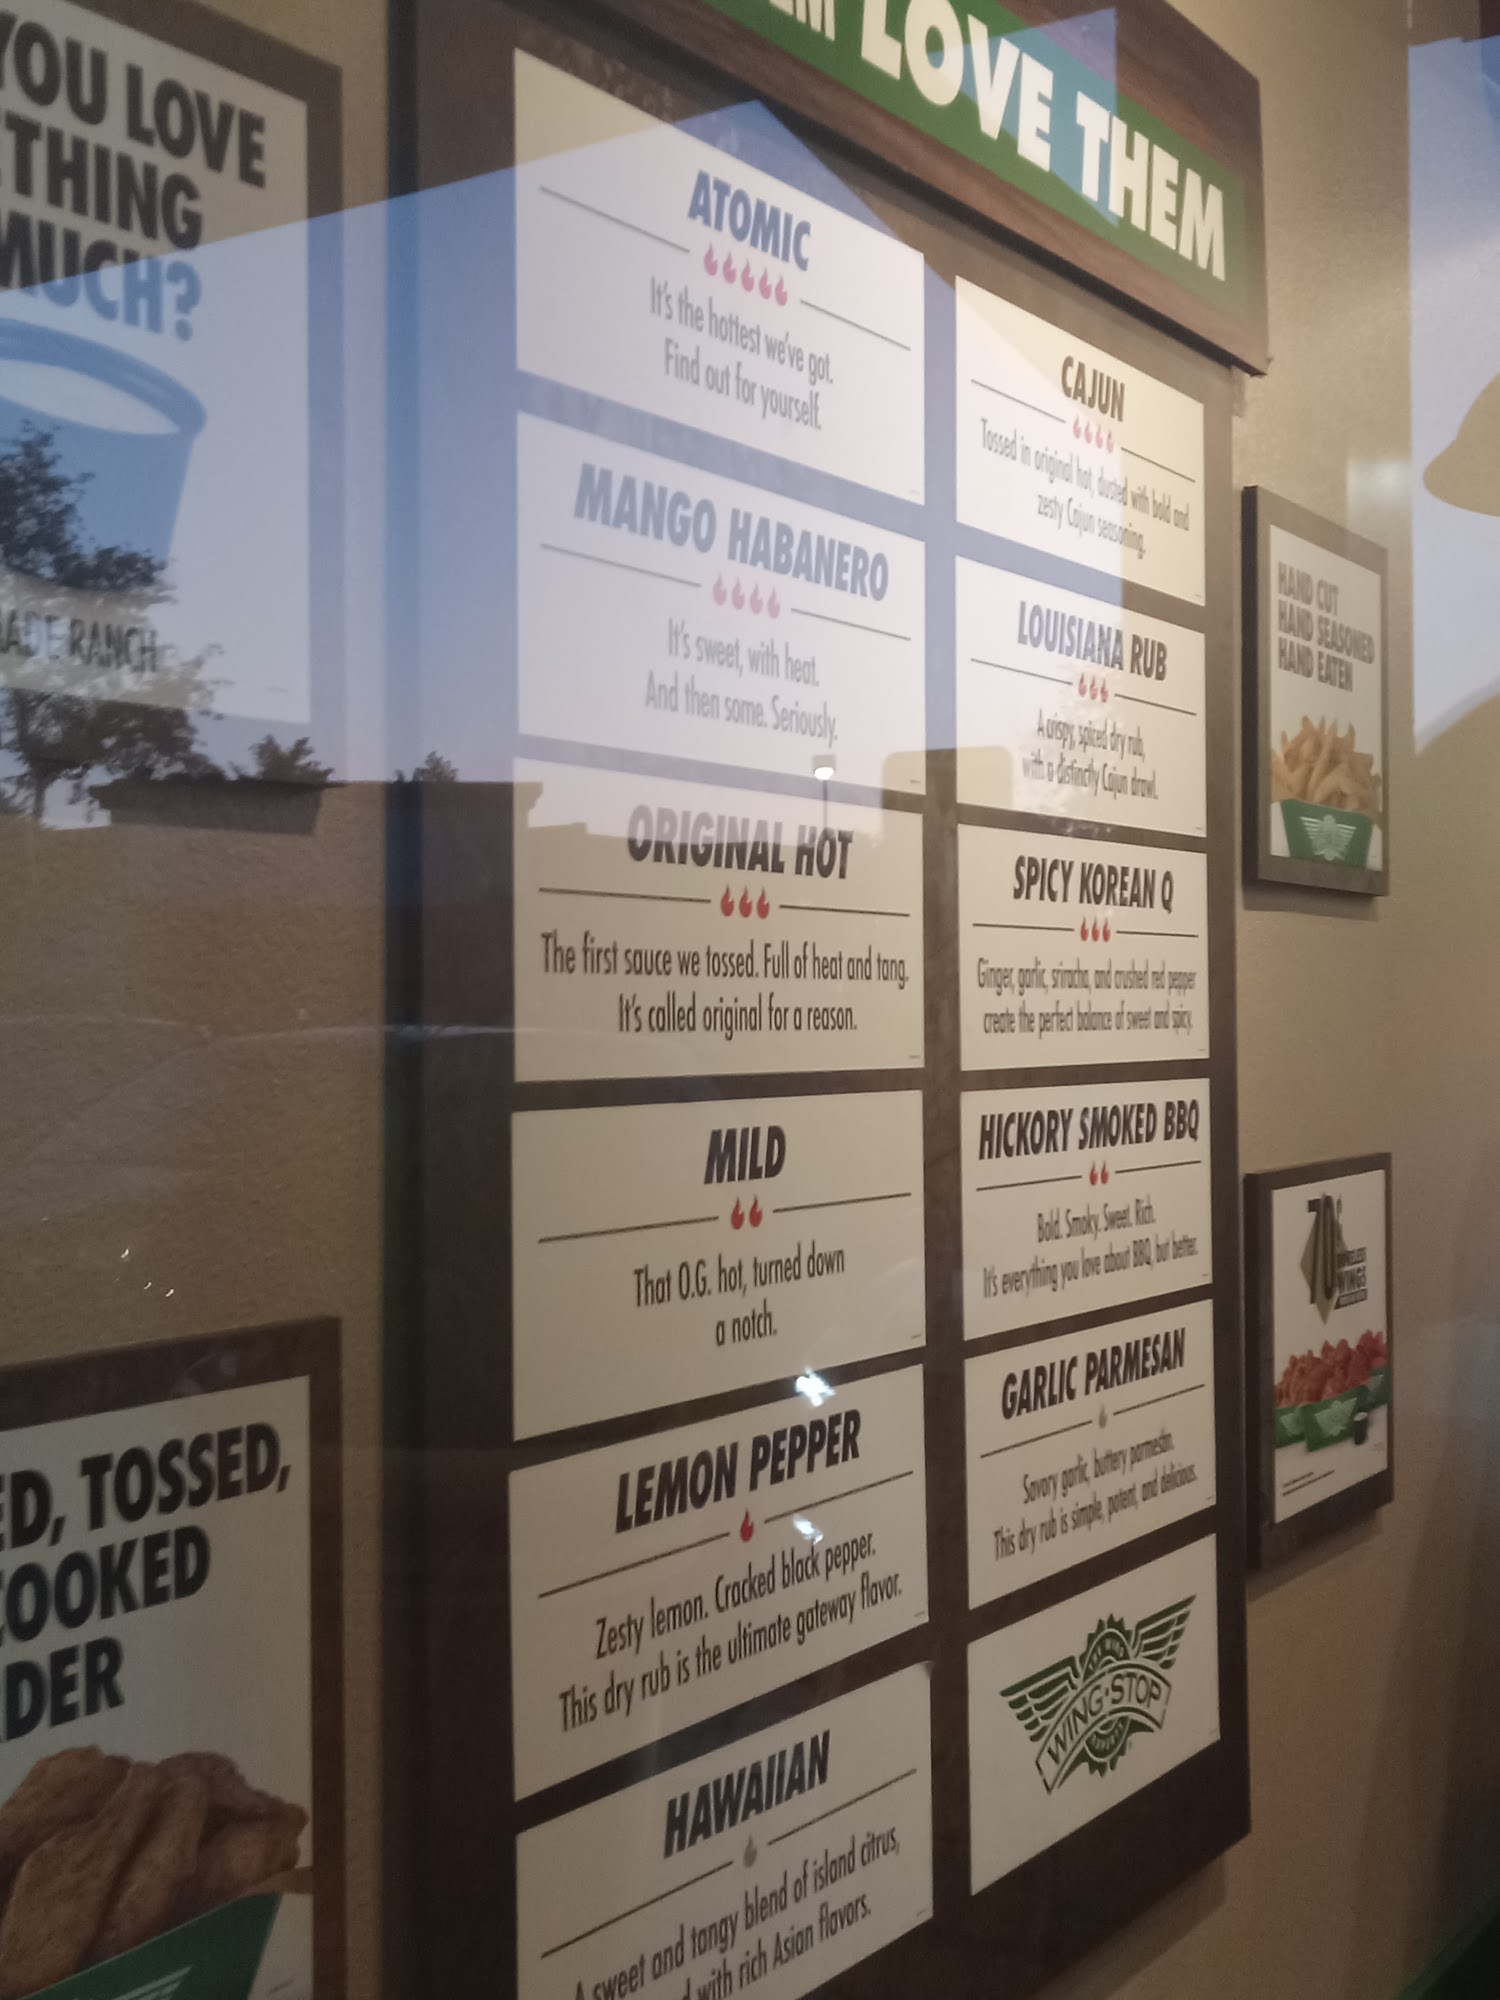 YOU LOVE
THING
MUCH?
ADE RANCH
ED, TOSSED,
COOKED
DER
LOVE THEM
ATOMIC
It's the hottest we've got.
Find out for yourself.
MANGO HABANERO
It's sweet, with heat.
And then some. Seriously.
ORIGINAL HOT
The first sauce we tossed. Full of heat and tang.
It's called original for a reason.
MILD
That O.G. hot, turned down
a notch.
LEMON PEPPER
Zesty lemon. Cracked black pepper.
This dry rub is the ultimate gateway flavor.
HAWAIIAN
A sweet and tangy blend of island citrus,
with rich Asian flavors.
CAJUN
Tossed in original hot, dusted with bold and
zesty Cajun seasoning.
LOUISIANA RUB
A crispy, spiced dry rub,
with a distinctly Cajun drawl.
SPICY KOREAN Q
Ginger, garlic, sriracha, and crushed red pepper
create the perfect balance of sweet and spicy.
HICKORY SMOKED BBQ
Bold. Smoky. Sweet. Rich.
It's everything you love about BBQ, but better.
GARLIC PARMESAN
Savory garlic, buttery parmesan.
This dry rub is simple, potent, and delicious.
THE WING
WING·STOP
EXPERTS
HAND CUT
HAND SEASONED
HAND EATEN
70¢
BONELESS
WINGS